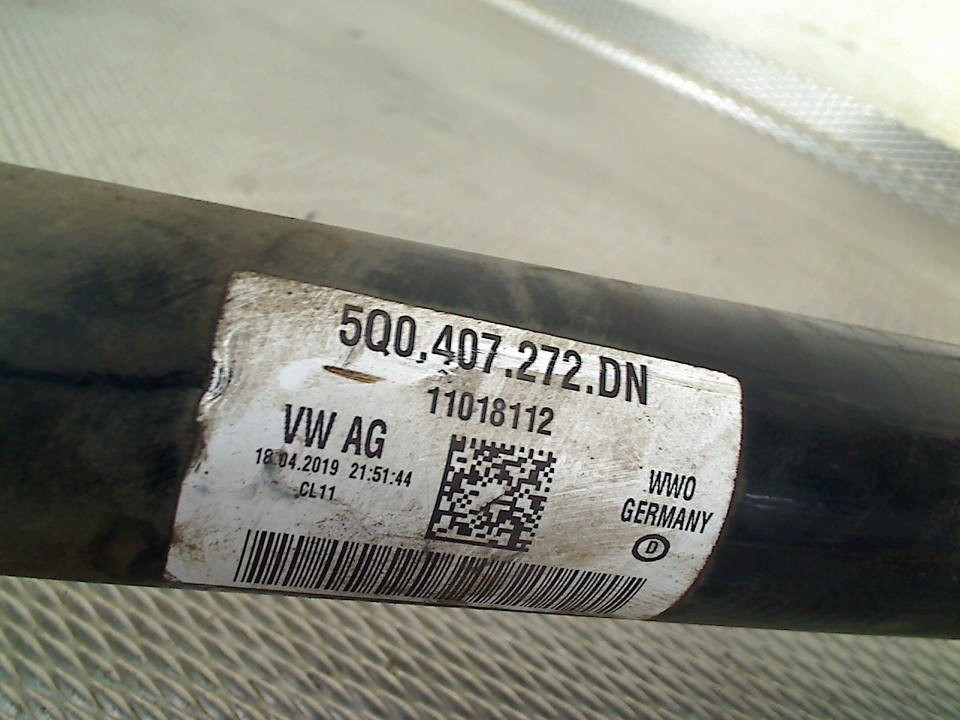 5Q0.407.272.DN
11018112
VW AG
18.04.2019 21:51:44
CL11
WWO
GERMANY
D